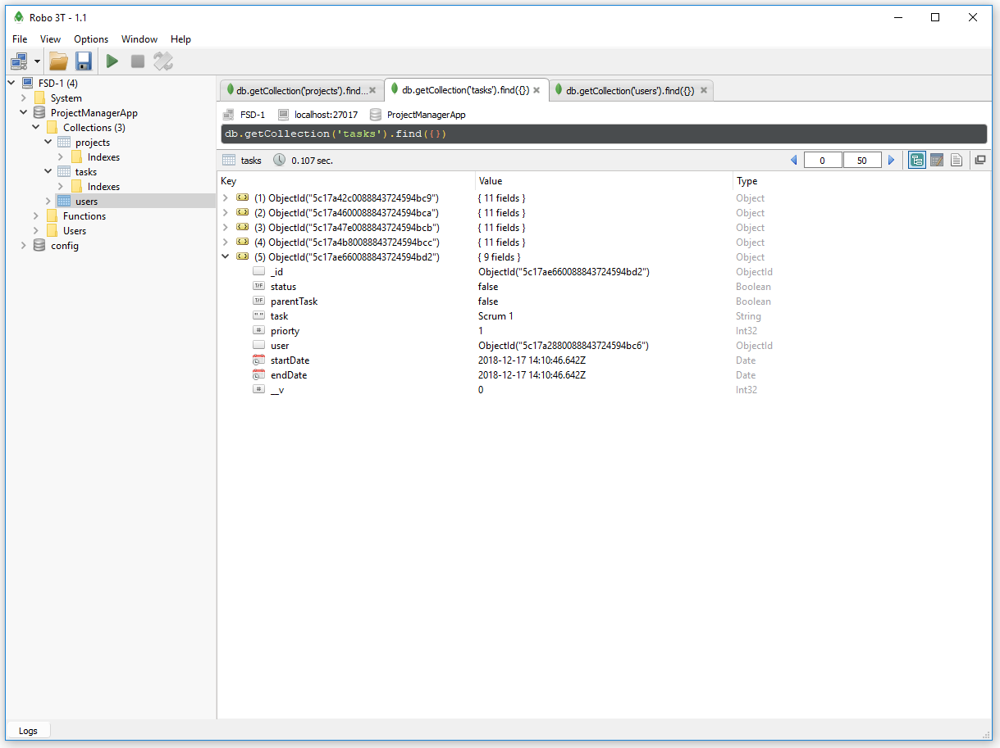 Robo 3T - 1.1
File View Options Window Help
FSD-1 (4)
System
ProjectManagerApp
Collections (3)
projects
Indexes
tasks
Indexes
users
Functions
Users
config
db.getCollection('projects').find... db.getCollection('tasks').find({}) db.getCollection('users').find({})
FSD-1 localhost:27017 ProjectManagerApp
db.getCollection('tasks').find({})
tasks 0.107 sec. 0 50
Key Value Type
(1) ObjectId("5c17a42c0088843724594bc9") { 11 fields } Object
(2) ObjectId("5c17a4600088843724594bca") { 11 fields } Object
(3) ObjectId("5c17a47e0088843724594bcb") { 11 fields } Object
(4) ObjectId("5c17a4b80088843724594bcc") { 11 fields } Object
(5) ObjectId("5c17ae660088843724594bd2") { 9 fields } Object
_id ObjectId("5c17ae660088843724594bd2") ObjectId
T/F status false Boolean
T/F parentTask false Boolean
" " task Scrum 1 String
# priorty 1 Int32
user ObjectId("5c17a2880088843724594bc6") ObjectId
startDate 2018-12-17 14:10:46.642Z Date
endDate 2018-12-17 14:10:46.642Z Date
# __v 0 Int32
Logs